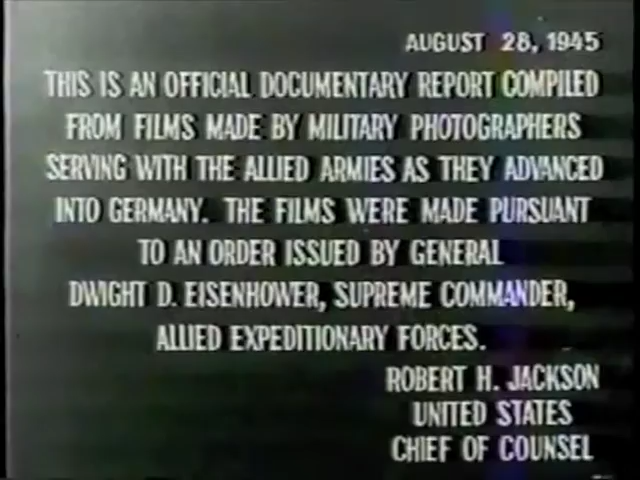 AUGUST 28, 1945
THIS IS AN OFFICIAL DOCUMENTARY REPORT COMPILED
FROM FILMS MADE BY MILITARY PHOTOGRAPHERS
SERVING WITH THE ALLIED ARMIES AS THEY ADVANCED
INTO GERMANY. THE FILMS WERE MADE PURSUANT
TO AN ORDER ISSUED BY GENERAL
DWIGHT D. EISENHOWER, SUPREME COMMANDER,
ALLIED EXPEDITIONARY FORCES.
ROBERT H. JACKSON
UNITED STATES
CHIEF OF COUNSEL